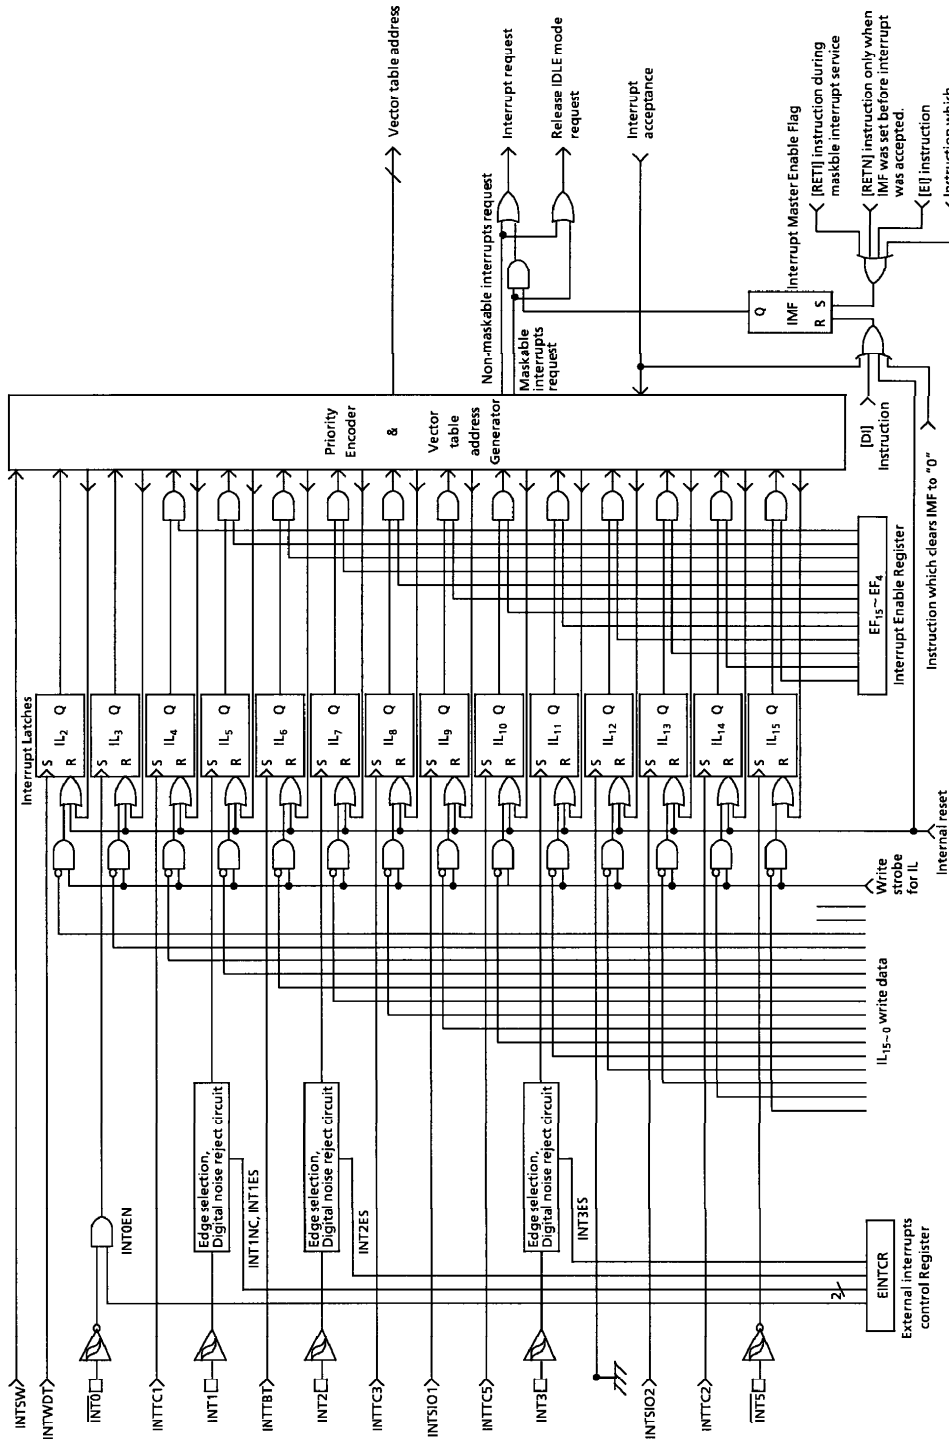 Vector table address
Interrupt request
Release IDLE mode
request
Interrupt
acceptance
Non-maskable interrupts request
Maskable
interrupts
request
Interrupt Master Enable Flag
[RETI] instruction during
maskble interrupt service
[RETN] instruction only when
IMF was set before interrupt
was accepted.
[EI] instruction
Instruction which
Q
IMF
R S
[DI]
Instruction
Instruction which clears IMF to "0"
Priority
Encoder
&
Vector
table
address
Generator
EF15 ~ EF4
Interrupt Enable Register
Interrupt Latches
S IL2 Q
R
S IL3 Q
R
S IL4 Q
R
S IL5 Q
R
S IL6 Q
R
S IL7 Q
R
S IL8 Q
R
S IL9 Q
R
S IL10 Q
R
S IL11 Q
R
S IL12 Q
R
S IL13 Q
R
S IL14 Q
R
S IL15 Q
R
Internal reset
Write
strobe
for IL
IL15~0 write data
Edge selection,
Digital noise reject circuit
INT1NC, INT1ES
Edge selection,
Digital noise reject circuit
INT2ES
Edge selection,
Digital noise reject circuit
INT3ES
INT0EN
2
EINTCR
External interrupts
control Register
INTSW
INTWDT
INT0
INTTC1
INT1
INTTBT
INT2
INTTC3
INTSIO1
INTTC5
INT3
INTSIO2
INTTC2
INT5